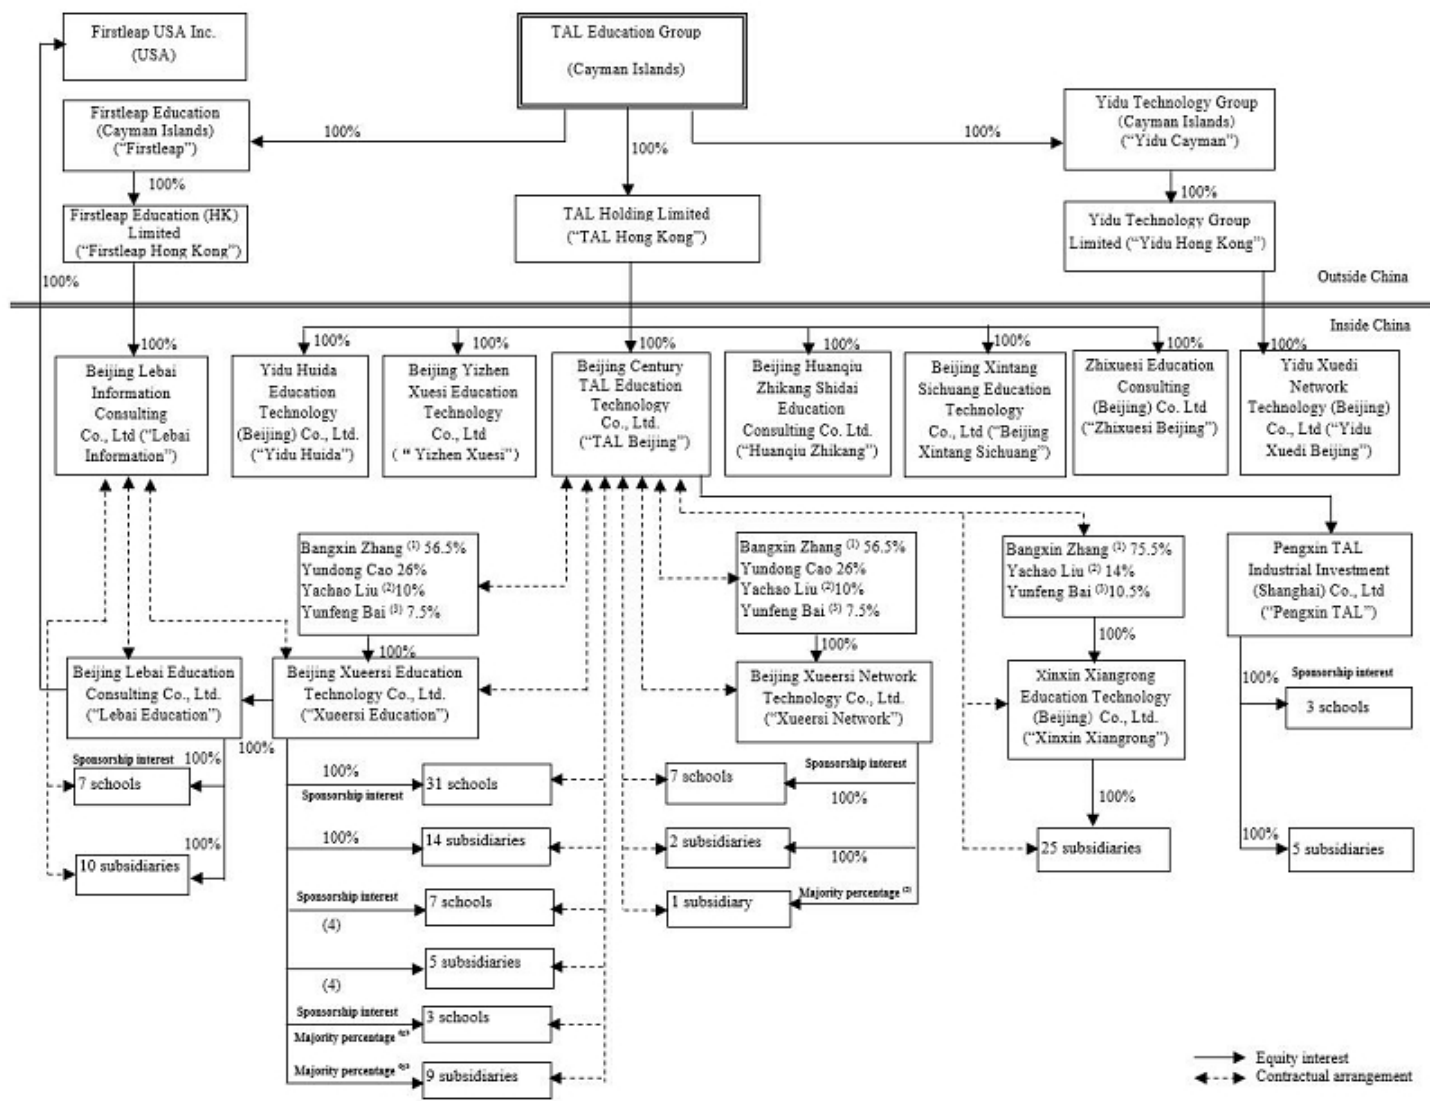 Firstleap USA Inc.
(USA)
TAL Education Group
(Cayman Islands)
Firstleap Education
(Cayman Islands)
(“Firstleap”)
100%
100%
100%
Yidu Technology Group
(Cayman Islands)
(“Yidu Cayman”)
100%
100%
Firstleap Education (HK)
Limited
(“Firstleap Hong Kong”)
TAL Holding Limited
(“TAL Hong Kong”)
Yidu Technology Group
Limited (“Yidu Hong Kong”)
100%
Outside China
Inside China
100%
100%
100%
100%
100%
100%
100%
100%
Beijing Lebai
Information
Consulting
Co., Ltd (“Lebai
Information”)
Yidu Huida
Education
Technology
(Beijing) Co., Ltd.
“Yidu Huida”)
Beijing Yizhen
Xuesi Education
Technology
Co., Ltd
( “ Yizhen Xuesi”)
Beijing Century
TAL Education
Technology
Co., Ltd.
(“TAL Beijing”)
Beijing Huanqiu
Zhikang Shidai
Education
Consulting Co. Ltd.
(“Huanqiu Zhikang”)
Beijing Xintang
Sichuang Education
Technology
Co., Ltd (“Beijing
Xintang Sichuang”)
Zhixuesi Education
Consulting
(Beijing) Co. Ltd
(“Zhixuesi Beijing”)
Yidu Xuedi
Network
Technology (Beijing)
Co., Ltd (“Yidu
Xuedi Beijing”)
Bangxin Zhang (1) 56.5%
Yundong Cao 26%
Yachao Liu (2)10%
Yunfeng Bai (3) 7.5%
Bangxin Zhang (1) 56.5%
Yundong Cao 26%
Yachao Liu (2)10%
Yunfeng Bai (3) 7.5%
Bangxin Zhang (1) 75.5%
Yachao Liu (2) 14%
Yunfeng Bai (3)10.5%
Pengxin TAL
Industrial Investment
(Shanghai) Co., Ltd
(“Pengxin TAL”)
100%
100%
100%
Beijing Lebai Education
Consulting Co., Ltd.
(“Lebai Education”)
Beijing Xueersi Education
Technology Co., Ltd.
(“Xueersi Education”)
Beijing Xueersi Network
Technology Co., Ltd.
(“Xueersi Network”)
Xinxin Xiangrong
Education Technology
(Beijing) Co., Ltd.
(“Xinxin Xiangrong”)
100% Sponsorship interest
3 schools
100%
Sponsorship interest 100%
7 schools
100%
Sponsorship interest
31 schools
7 schools
Sponsorship interest
100%
100%
100%
10 subsidiaries
100%
14 subsidiaries
2 subsidiaries
100%
25 subsidiaries
100%
5 subsidiaries
Sponsorship interest
(4)
7 schools
1 subsidiary
Majority percentage
(4)
5 subsidiaries
Sponsorship interest
Majority percentage
3 schools
Majority percentage
9 subsidiaries
Equity interest
Contractual arrangement